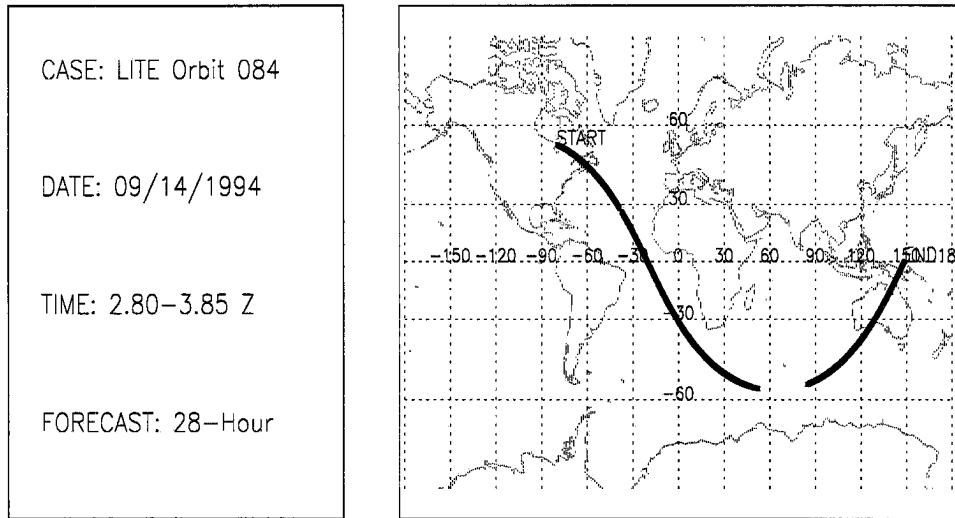 CASE: LITE Orbit 084
DATE: 09/14/1994
TIME: 2.80-3.85 Z
FORECAST: 28-Hour
60
START
30
-150 -120 -90 -60 -30 0 30 60 90 120 150
-30
-60